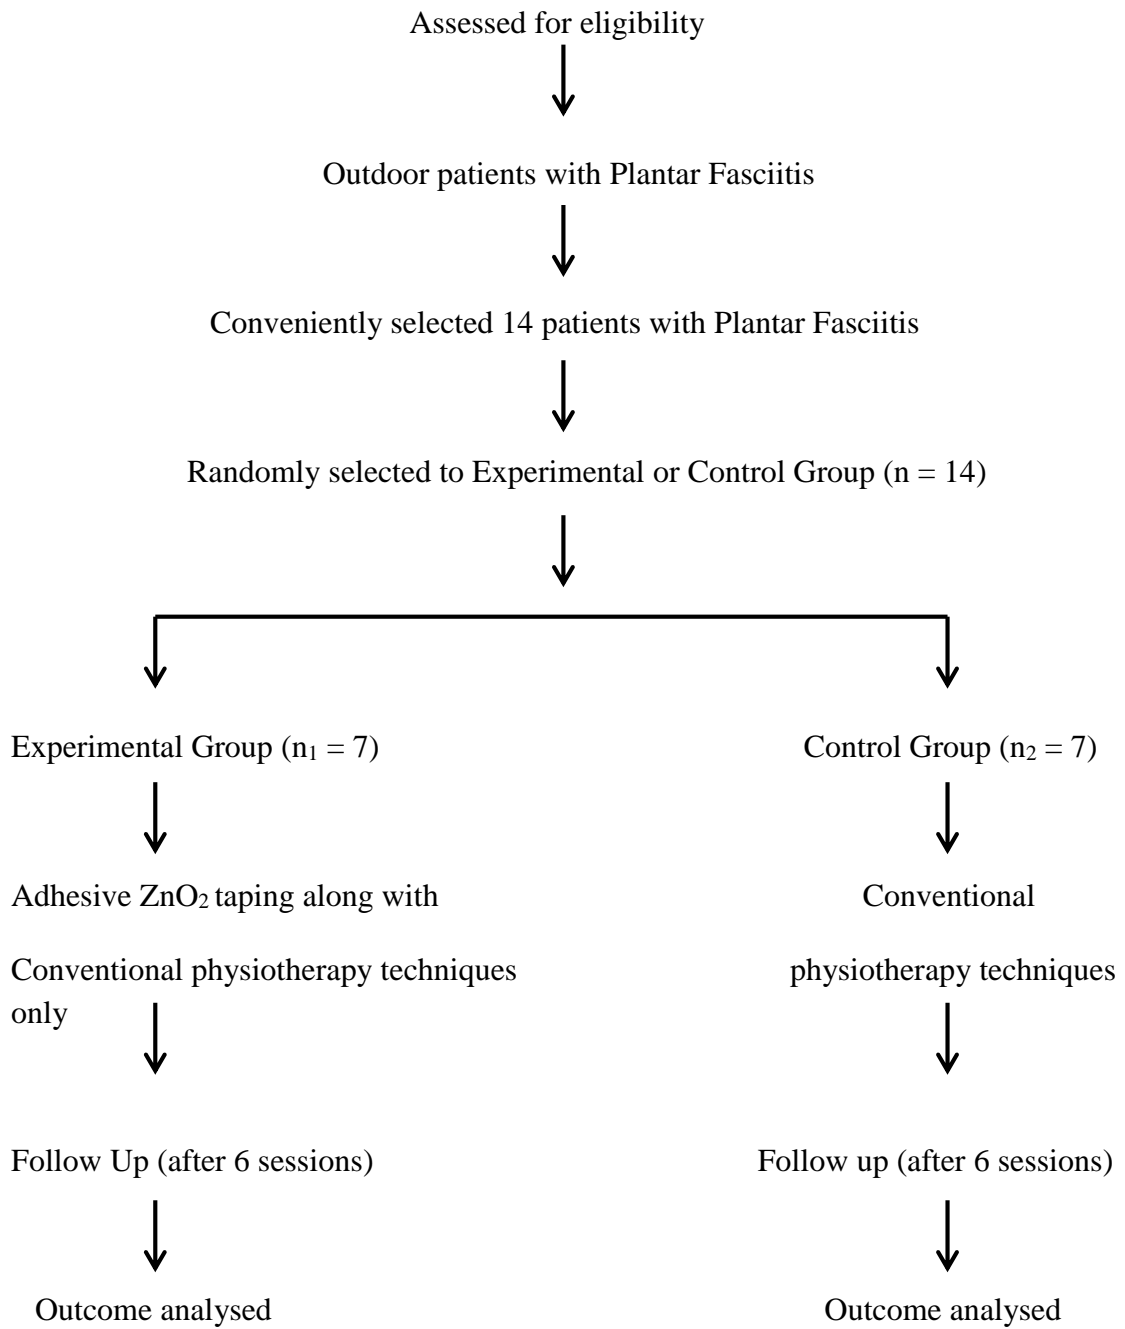 Assessed for eligibility
Outdoor patients with Plantar Fasciitis
Conveniently selected 14 patients with Plantar Fasciitis
Randomly selected to Experimental or Control Group (n = 14)
Experimental Group (n₁ = 7)
Control Group (n₂ = 7)
Adhesive ZnO₂ taping along with
Conventional
Conventional physiotherapy techniques
physiotherapy techniques
only
Follow Up (after 6 sessions)
Follow up (after 6 sessions)
Outcome analysed
Outcome analysed